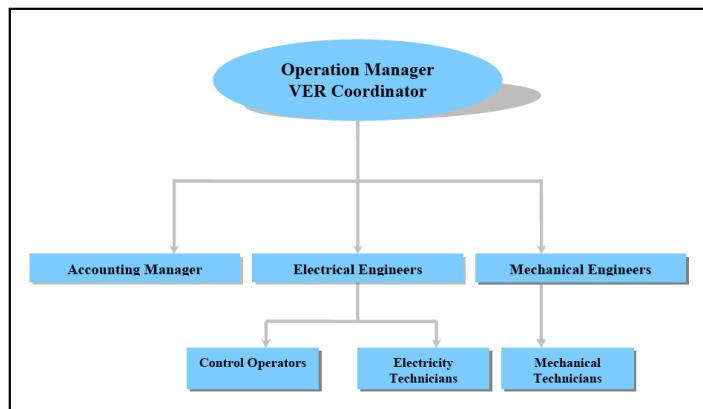 Operation Manager
VER Coordinator
Accounting Manager
Electrical Engineers
Mechanical Engineers
Control Operators
Electricity
Technicians
Mechanical
Technicians